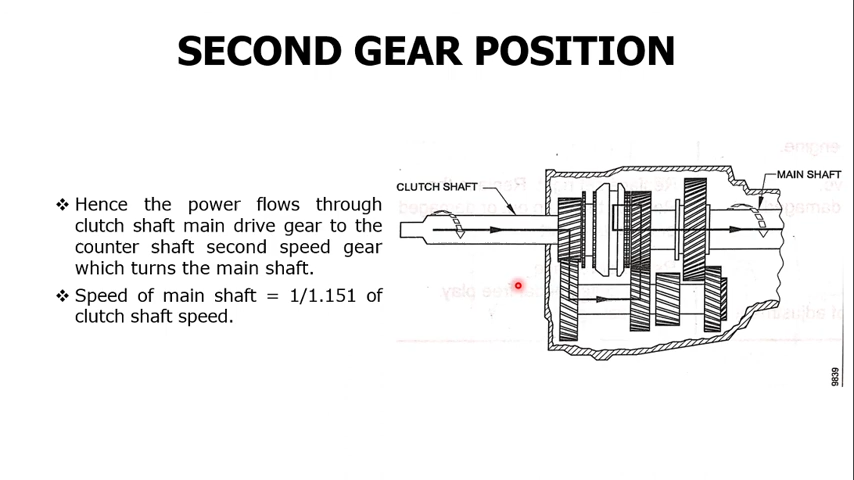 SECOND GEAR POSITION
❖ Hence the power flows through
clutch shaft main drive gear to the
counter shaft second speed gear
which turns the main shaft.
❖ Speed of main shaft = 1/1.151 of
clutch shaft speed.
CLUTCH SHAFT
MAIN SHAFT
9839